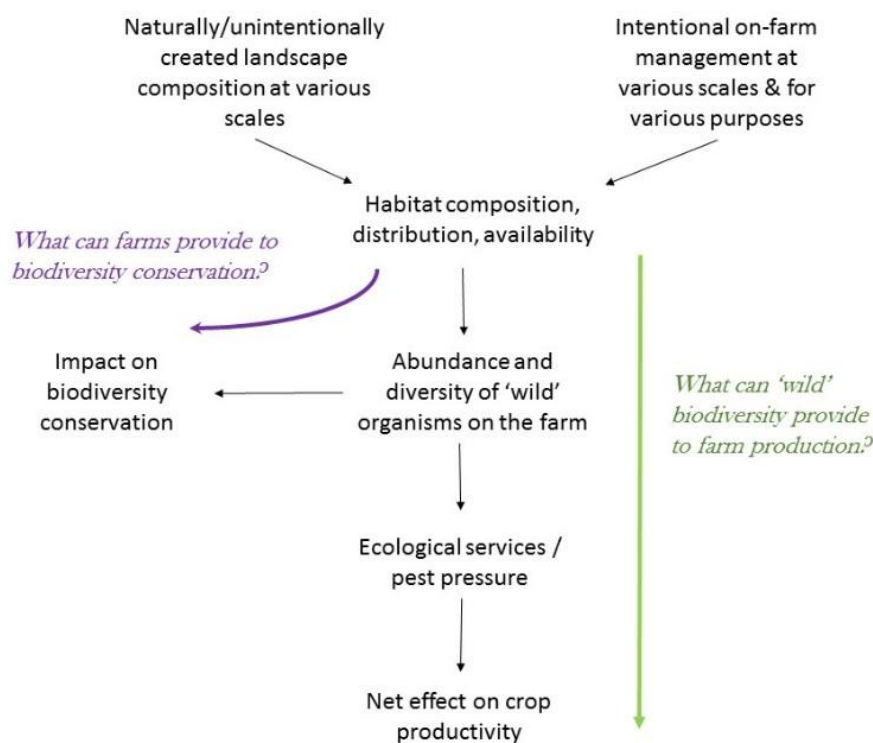 Naturally/unintentionally
created landscape
composition at various
scales
Intentional on-farm
management at
various scales & for
various purposes
Habitat composition,
distribution, availability
What can farms provide to
biodiversity conservation?
Impact on
biodiversity
conservation
Abundance and
diversity of ‘wild’
organisms on the farm
What can ‘wild’
biodiversity provide
to farm production?
Ecological services /
pest pressure
Net effect on crop
productivity